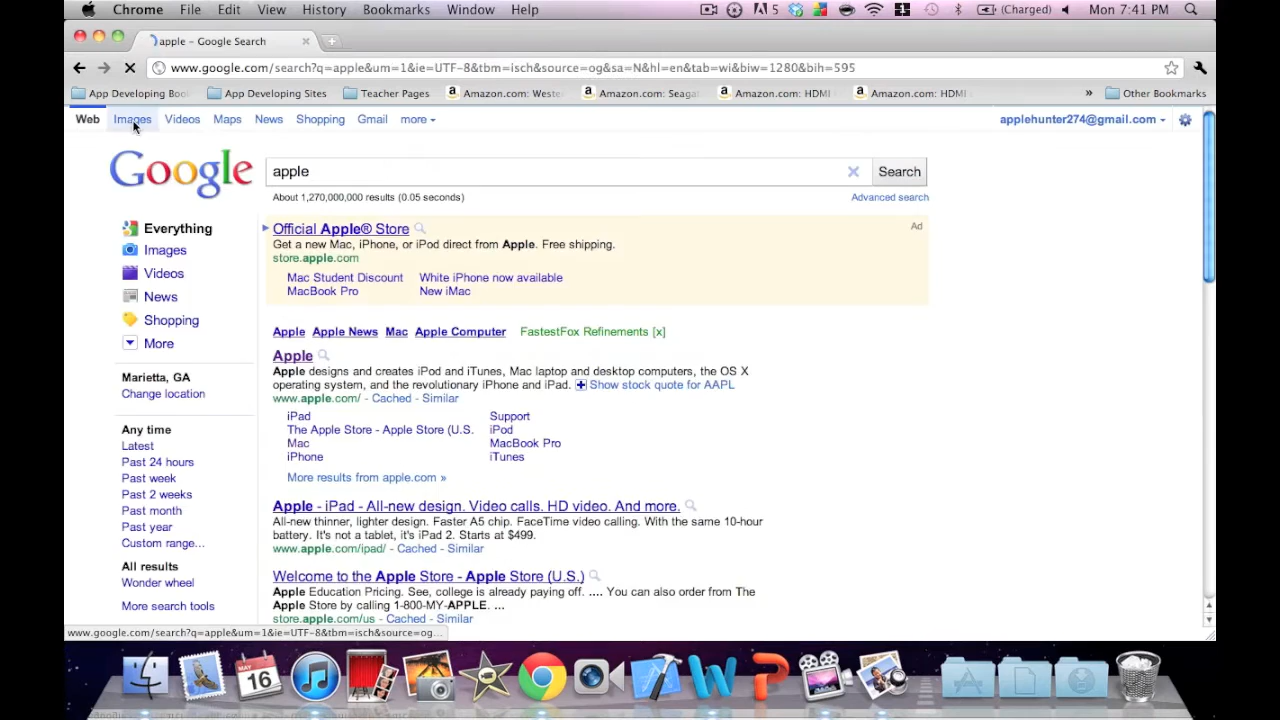 Chrome File Edit View History Bookmarks Window Help 5 1 (Charged) Mon 7:41 PM
apple - Google Search
www.google.com/search?q=apple&um=1&ie=UTF-8&tbm=isch&source=og&sa=N&hl=en&tab=wi&biw=1280&bih=595
App Developing Boo App Developing Sites Teacher Pages Amazon.com: Weste Amazon.com: Seagat Amazon.com: HDMI Amazon.com: HDMI » Other Bookmarks
Web Images Videos Maps News Shopping Gmail more applehunter274@gmail.com
Google apple Search
About 1,270,000,000 results (0.05 seconds) Advanced search
Everything
Images
Videos
News
Shopping
More
Marietta, GA
Change location
Any time
Latest
Past 24 hours
Past week
Past 2 weeks
Past month
Past year
Custom range...
All results
Wonder wheel
More search tools
Official Apple® Store Ad
Get a new Mac, iPhone, or iPod direct from Apple. Free shipping.
store.apple.com
Mac Student Discount White iPhone now available
MacBook Pro New iMac
Apple Apple News Mac Apple Computer FastestFox Refinements [x]
Apple
Apple designs and creates iPod and iTunes, Mac laptop and desktop computers, the OS X
operating system, and the revolutionary iPhone and iPad. Show stock quote for AAPL
www.apple.com/ - Cached - Similar
iPad Support
The Apple Store - Apple Store (U.S. iPod
Mac MacBook Pro
iPhone iTunes
More results from apple.com »
Apple - iPad - All-new design. Video calls. HD video. And more.
All-new thinner, lighter design. Faster A5 chip. FaceTime video calling. With the same 10-hour
battery. It's not a tablet, it's iPad 2. Starts at $499.
www.apple.com/ipad/ - Cached - Similar
Welcome to the Apple Store - Apple Store (U.S.)
Apple Education Pricing. See, college is already paying off. .... You can also order from The
Apple Store by calling 1-800-MY-APPLE. ...
store.apple.com/us - Cached - Similar
www.google.com/search?q=apple&um=1&ie=UTF-8&tbm=isch&source=og...
MAY
16